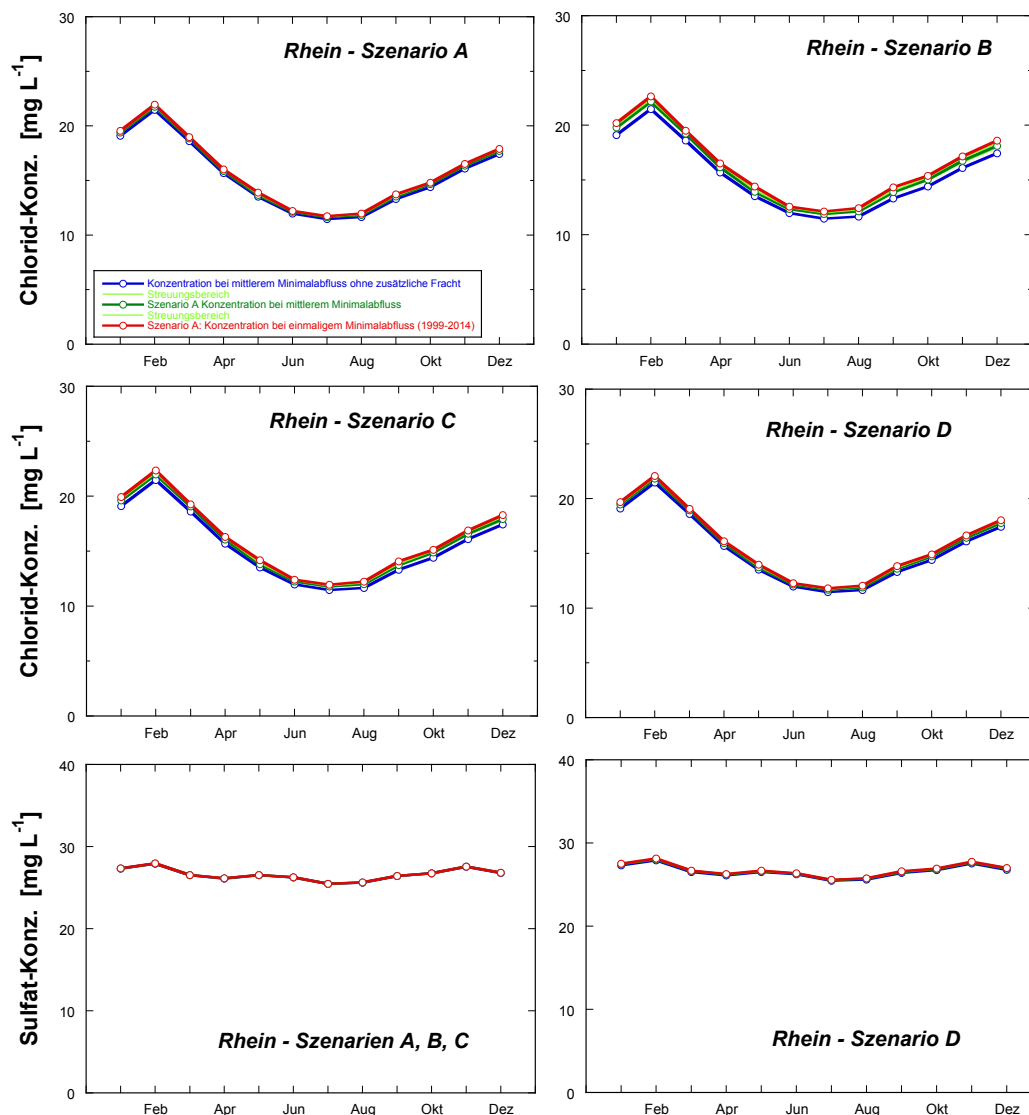 30
Rhein - Szenario A
20
10
0
Chlorid-Konz. [mg L-1]
Konzentration bei mittlerem Minimalabfluss ohne zusätzliche Fracht
Streuungsbereich
Szenario A Konzentration bei mittlerem Minimalabfluss
Streuungsbereich
Szenario A: Konzentration bei einmaligem Minimalabfluss (1999-2014)
Feb Apr Jun Aug Okt Dez
30
Rhein - Szenario B
20
10
0
Feb Apr Jun Aug Okt Dez
30
Rhein - Szenario C
20
10
0
Chlorid-Konz. [mg L-1]
Feb Apr Jun Aug Okt Dez
30
Rhein - Szenario D
20
10
0
Feb Apr Jun Aug Okt Dez
40
30
20
10
0
Sulfat-Konz. [mg L-1]
Rhein - Szenarien A, B, C
Feb Apr Jun Aug Okt Dez
40
30
20
10
0
Rhein - Szenario D
Feb Apr Jun Aug Okt Dez